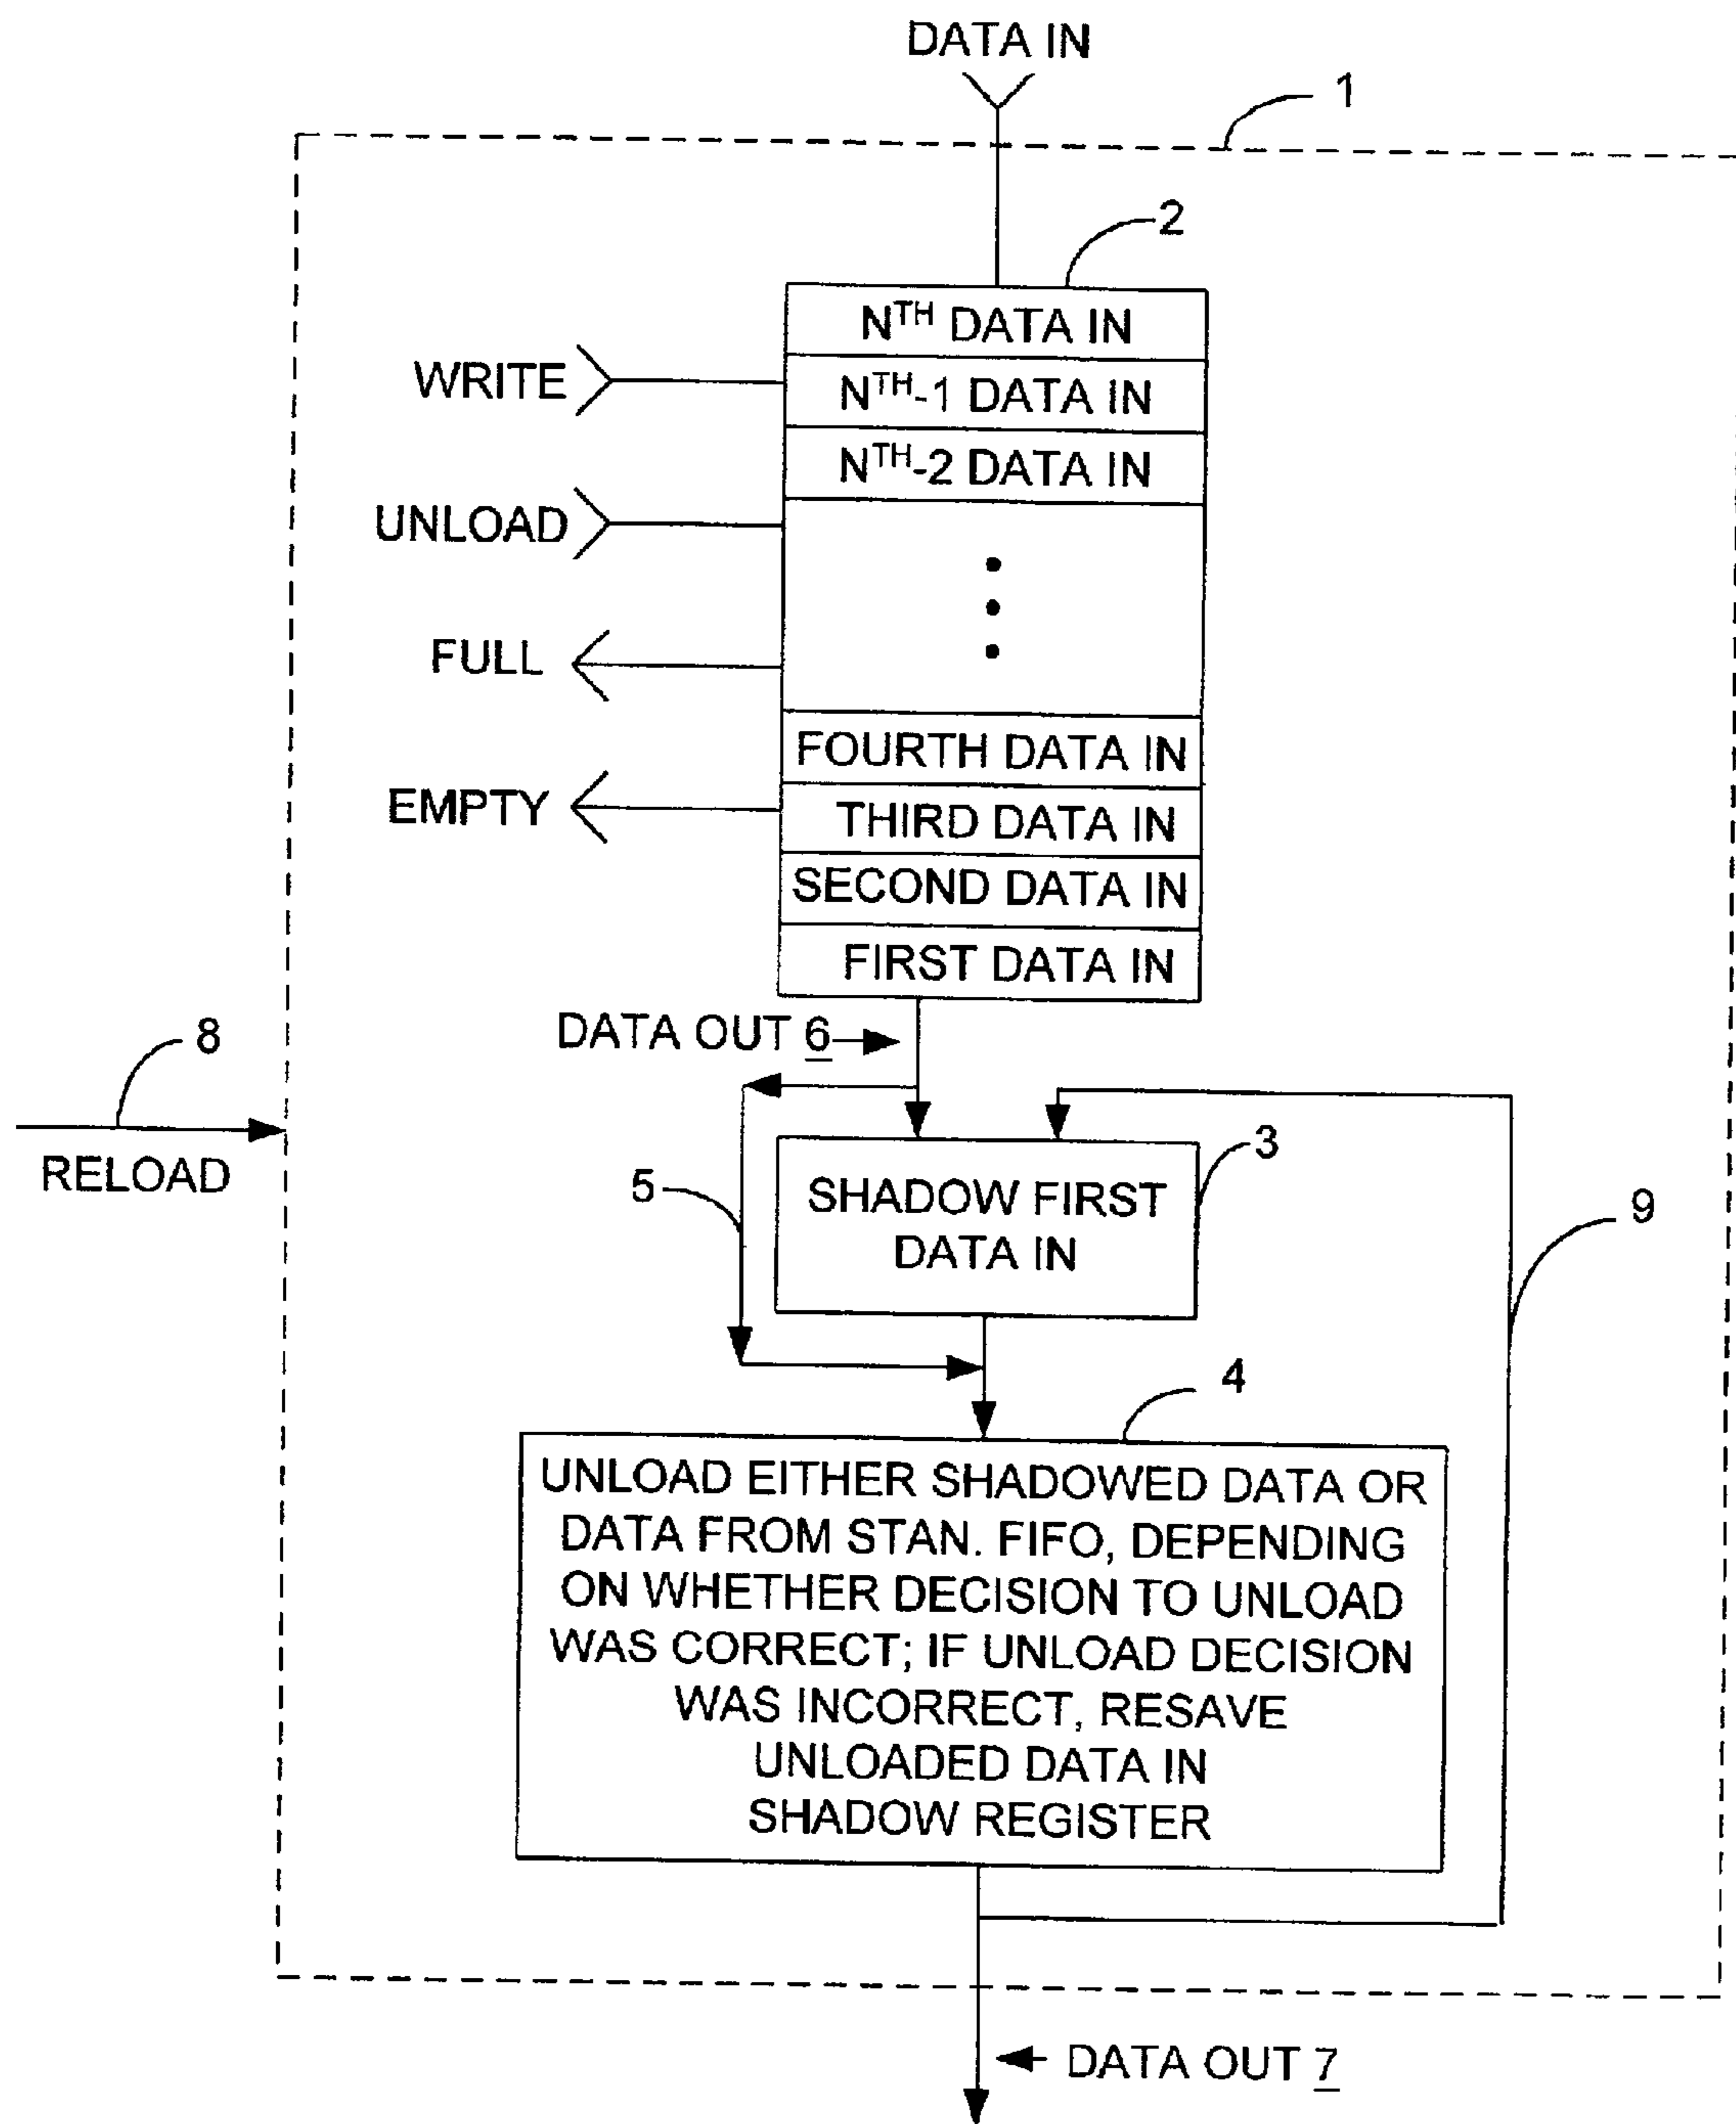 DATA IN
1
2
N^TH DATA IN
WRITE
N^TH-1 DATA IN
N^TH-2 DATA IN
UNLOAD
FULL
FOURTH DATA IN
EMPTY
THIRD DATA IN
SECOND DATA IN
FIRST DATA IN
DATA OUT 6
8
RELOAD
3
5
SHADOW FIRST
DATA IN
9
4
UNLOAD EITHER SHADOWED DATA OR
DATA FROM STAN. FIFO, DEPENDING
ON WHETHER DECISION TO UNLOAD
WAS CORRECT; IF UNLOAD DECISION
WAS INCORRECT, RESAVE
UNLOADED DATA IN
SHADOW REGISTER
DATA OUT 7